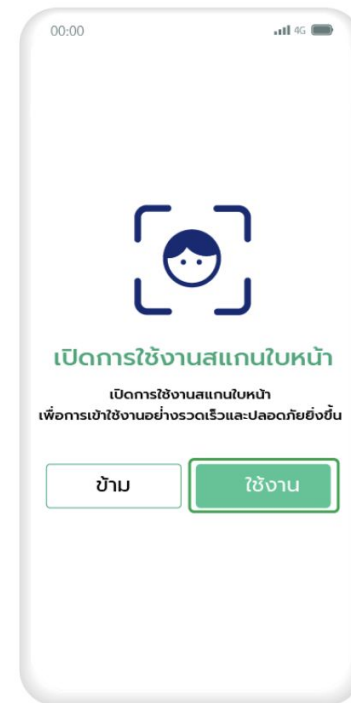 00:00
4G
เปิดการใช้งานสแกนใบหน้า
เปิดการใช้งานสแกนใบหน้า
เพื่อการเข้าใช้งานอย่างรวดเร็วและปลอดภัยยิ่งขึ้น
ข้าม
ใช้งาน